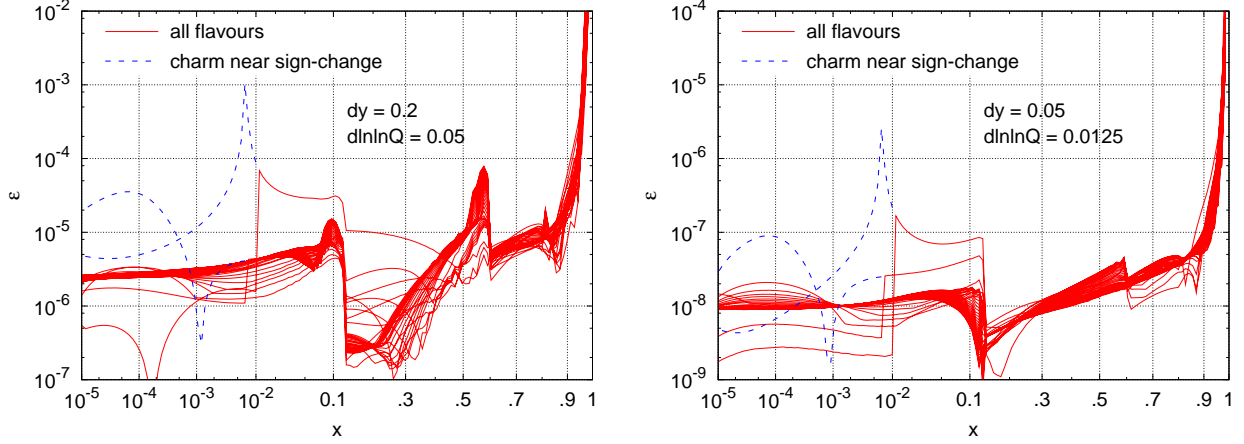 10^-2
10^-3
10^-4
10^-5
10^-6
10^-7
ε
all flavours
charm near sign-change
dy = 0.2
dlnlnQ = 0.05
10^-5 10^-4 10^-3 10^-2 0.1 .3 .5 .7 .9 1
x
10^-4
10^-5
10^-6
10^-7
10^-8
10^-9
ε
all flavours
charm near sign-change
dy = 0.05
dlnlnQ = 0.0125
10^-5 10^-4 10^-3 10^-2 0.1 .3 .5 .7 .9 1
x